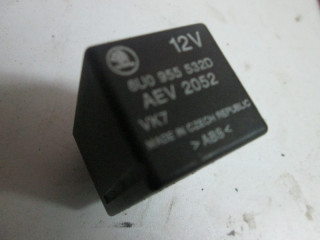 12V
6U0 955 532D
AEV 2052
VK7
MADE IN CZECH REPUBLIC
>ABS<